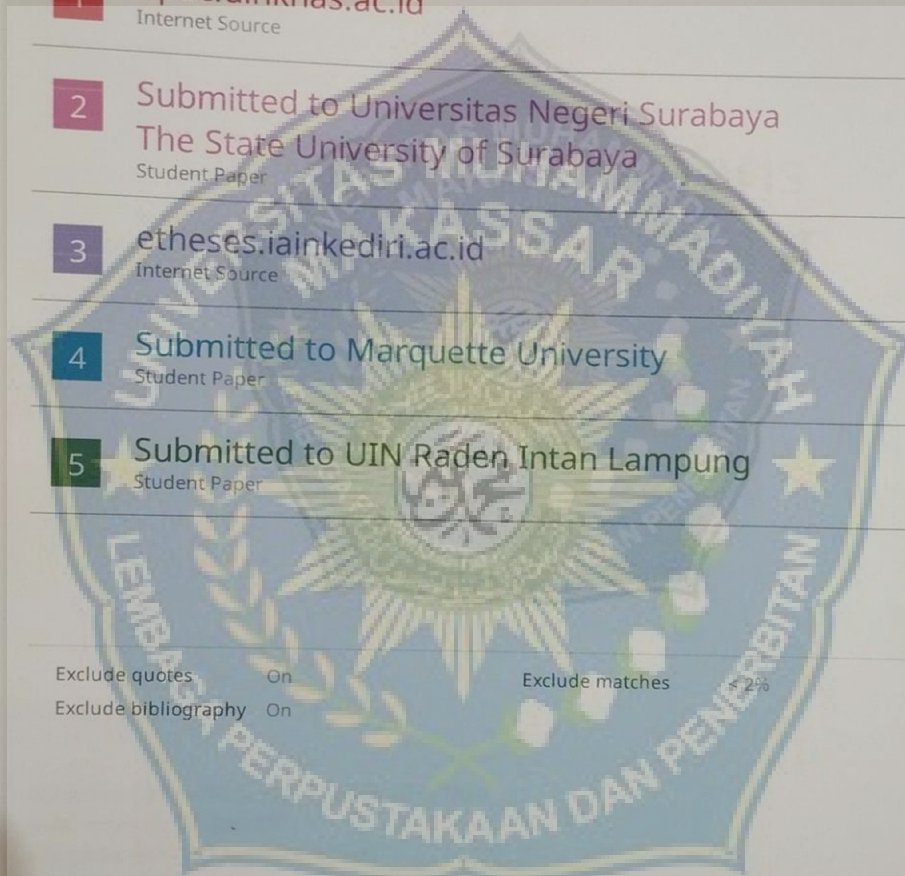 1
Internet Source
2
Submitted to Universitas Negeri Surabaya
The State University of Surabaya
Student Paper
3
etheses.iainkediri.ac.id
Internet Source
4
Submitted to Marquette University
Student Paper
5
Submitted to UIN Raden Intan Lampung
Student Paper
Exclude quotes On
Exclude bibliography On
Exclude matches < 2%
UNIVERSITAS MUHAMMADIYAH
MAKASSAR
LEMBAGA PERPUSTAKAAN DAN PENERBITAN